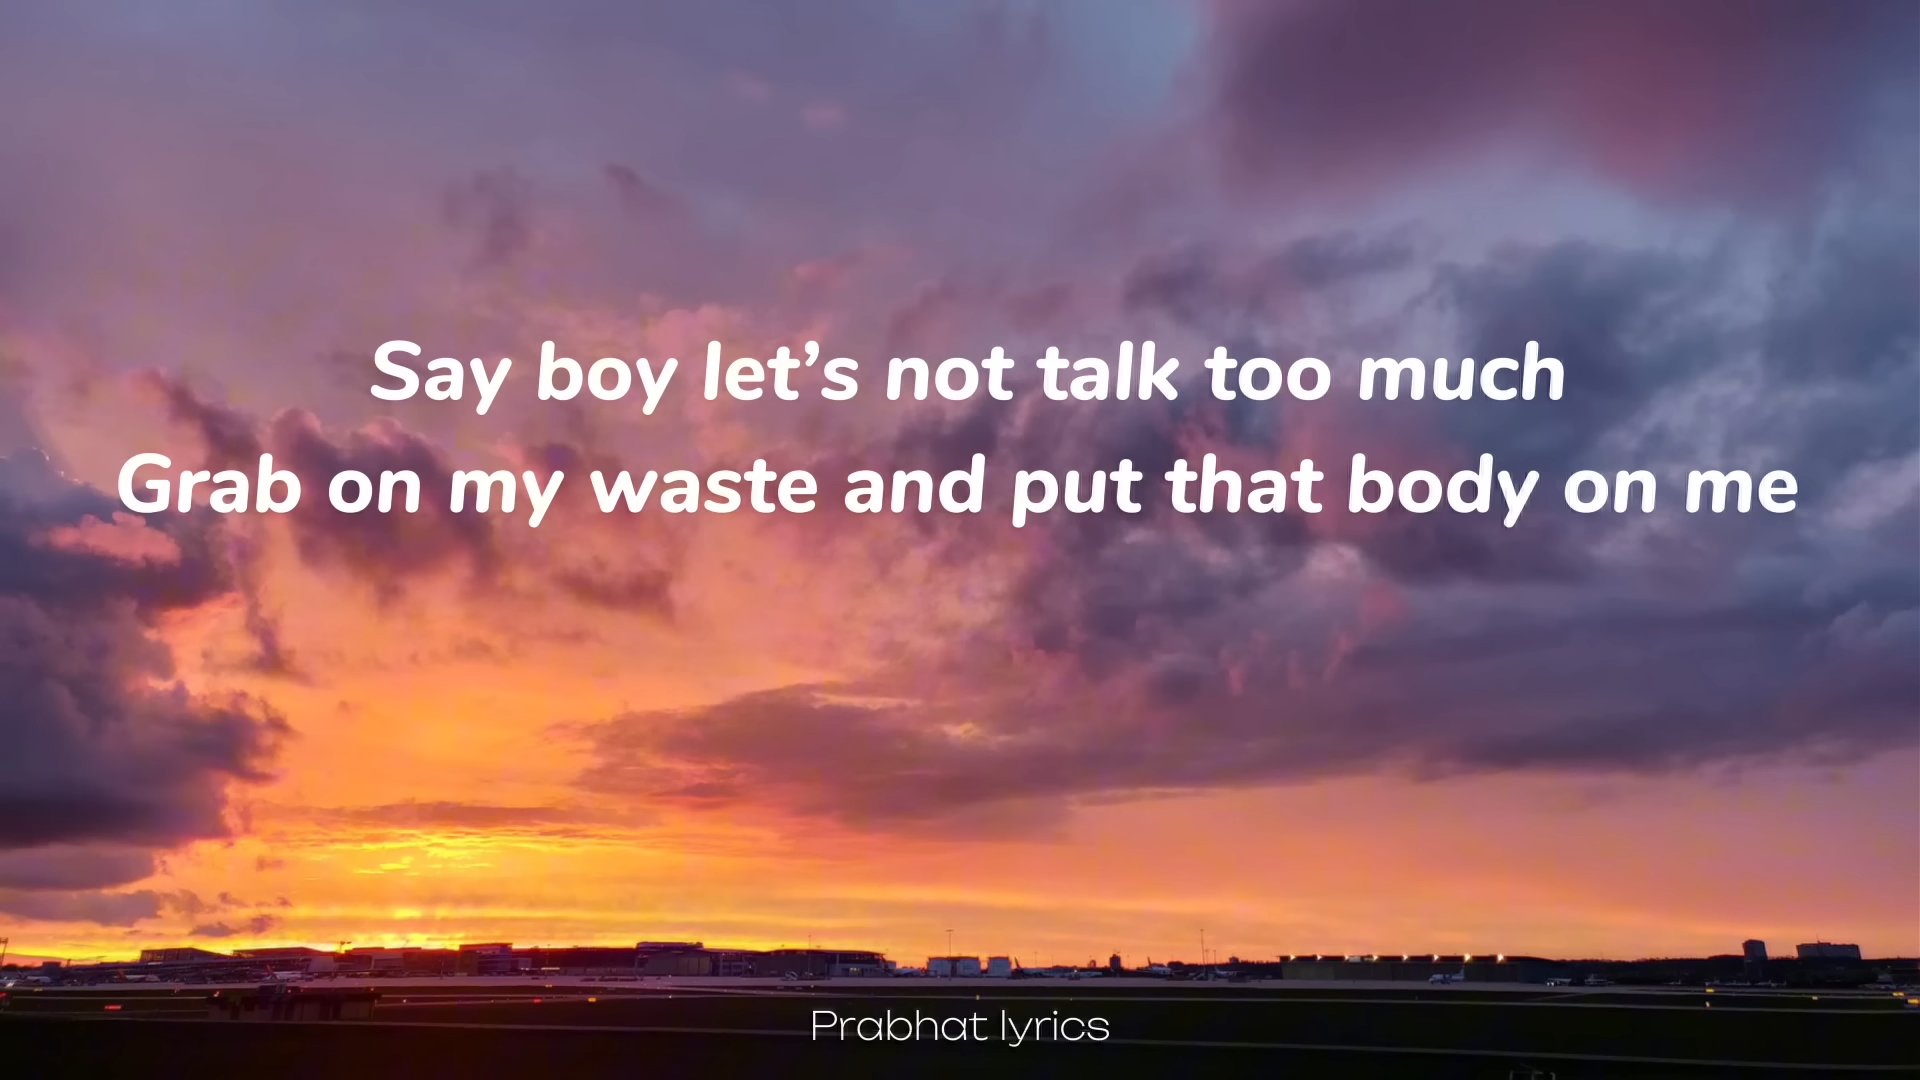 Say boy let’s not talk too much
Grab on my waste and put that body on me
Prabhat lyrics